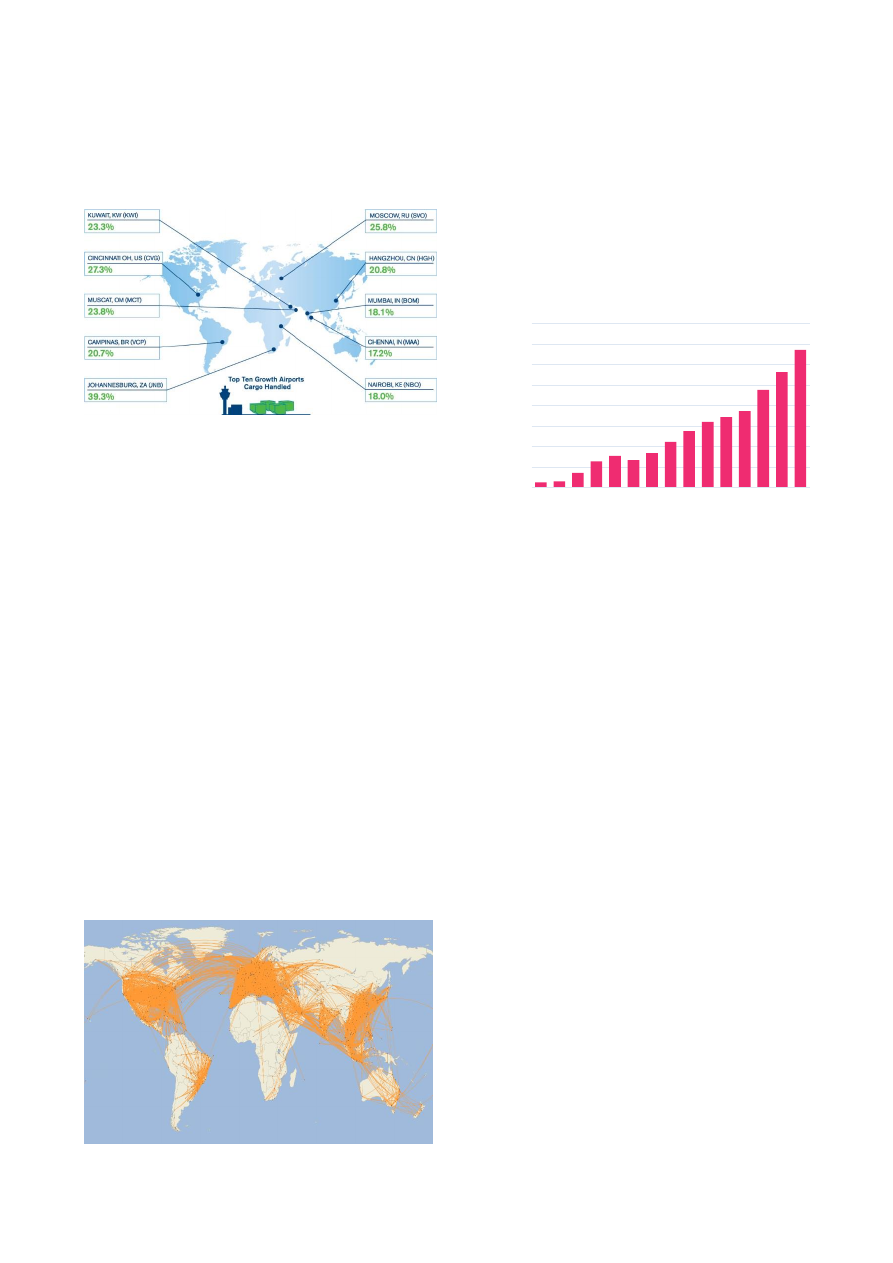 KUWAIT, KW (KWI)
23.3%
CINCINNATI OH, US (CVG)
27.3%
MUSCAT, OM (MCT)
23.8%
CAMPINAS, BR (VCP)
20.7%
JOHANNESBURG, ZA (JNB)
39.3%
MOSCOW, RU (SVO)
25.8%
HANGZHOU, CN (HGH)
20.8%
MUMBAI, IN (BOM)
18.1%
CHENNAI, IN (MAA)
17.2%
NAIROBI, KE (NBO)
18.0%
Top Ten Growth Airports
Cargo Handled